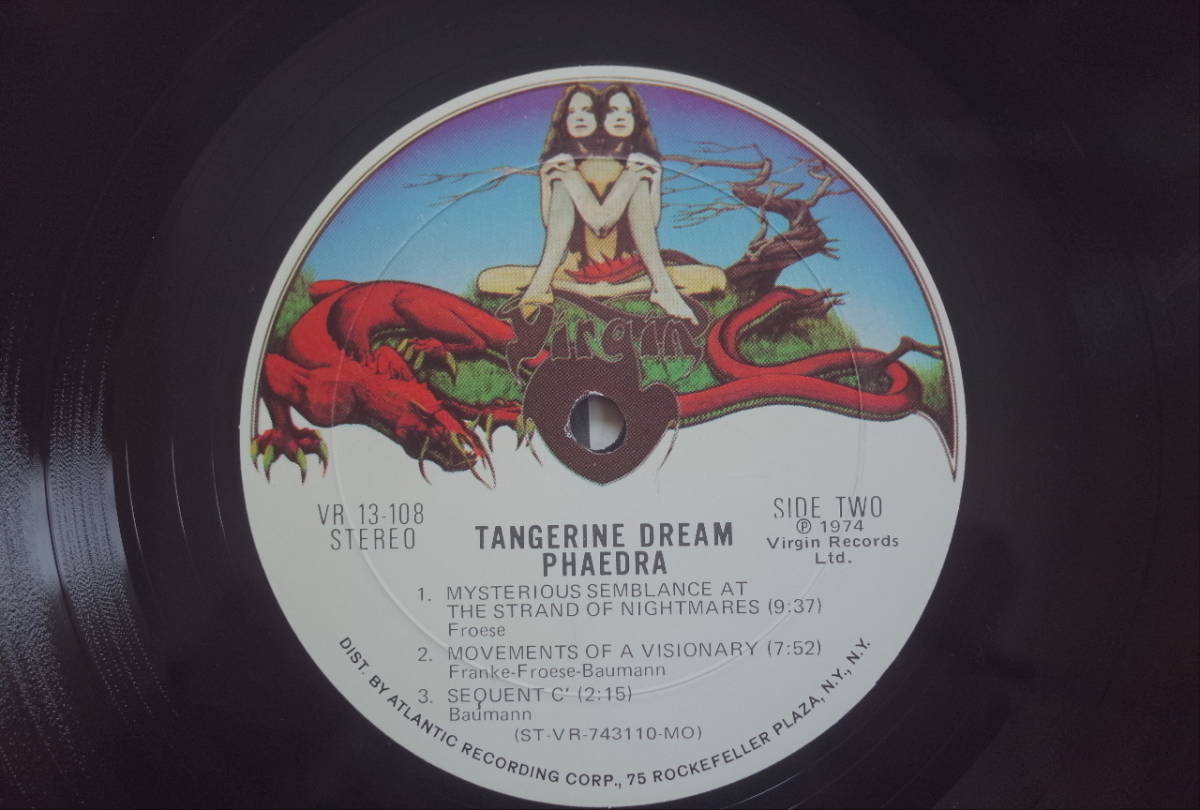 Virgin
VR 13-108
STEREO
SIDE TWO
℗ 1974
Virgin Records
Ltd.
TANGERINE DREAM
PHAEDRA
1. MYSTERIOUS SEMBLANCE AT
THE STRAND OF NIGHTMARES (9:37)
Froese
2. MOVEMENTS OF A VISIONARY (7:52)
Franke-Froese-Baumann
3. SEQUENT C' (2:15)
Baumann
(ST-VR-743110-MO)
DIST. BY ATLANTIC RECORDING CORP., 75 ROCKEFELLER PLAZA, N.Y., N.Y.